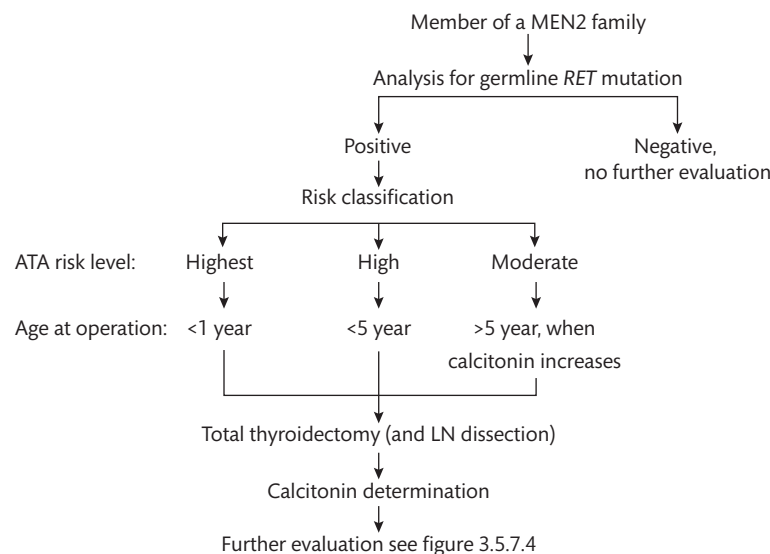 Member of a MEN2 family
Analysis for germline RET mutation
Positive
Negative,
no further evaluation
Risk classification
ATA risk level: Highest High Moderate
Age at operation: <1 year <5 year >5 year, when
calcitonin increases
Total thyroidectomy (and LN dissection)
Calcitonin determination
Further evaluation see figure 3.5.7.4